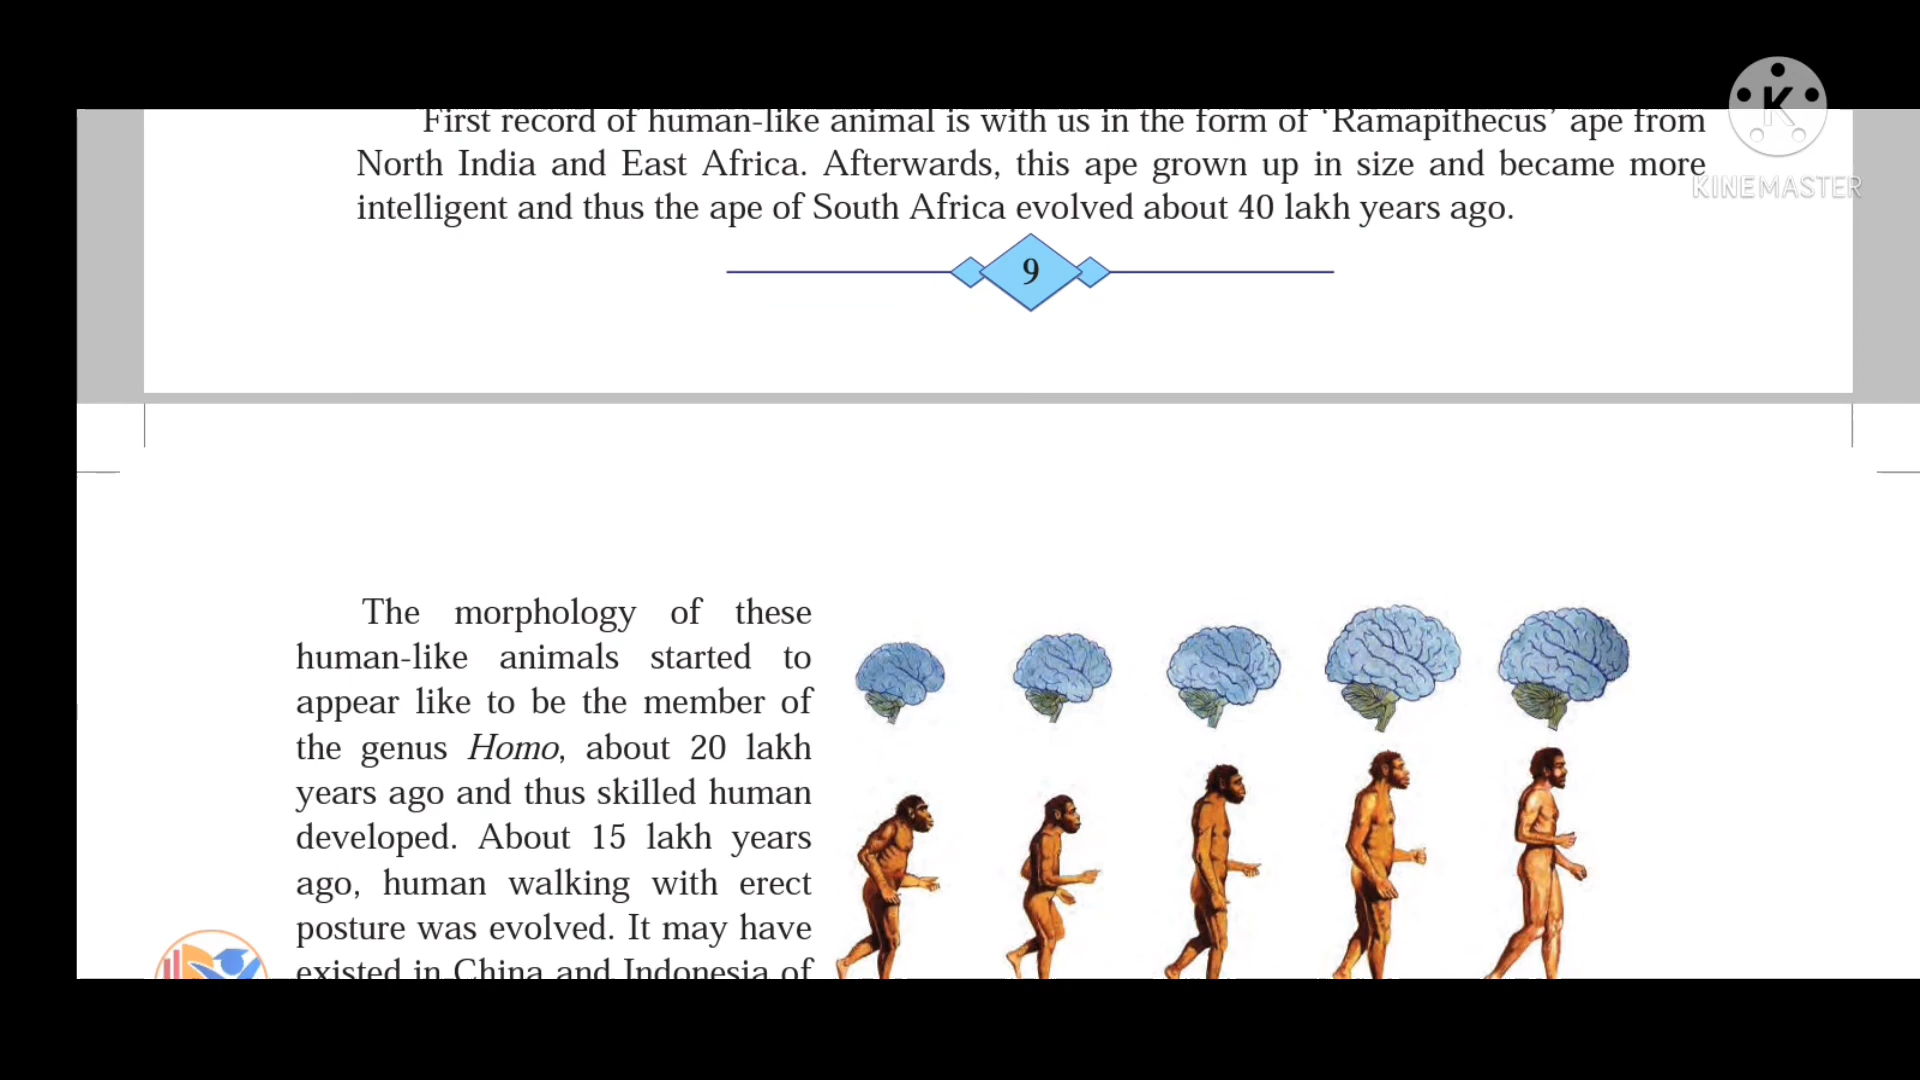 First record of human-like animal is with us in the form of ‘Ramapithecus’ ape from
North India and East Africa. Afterwards, this ape grown up in size and became more
intelligent and thus the ape of South Africa evolved about 40 lakh years ago.
K
KINEMASTER
9
The morphology of these
human-like animals started to
appear like to be the member of
the genus Homo, about 20 lakh
years ago and thus skilled human
developed. About 15 lakh years
ago, human walking with erect
posture was evolved. It may have
existed in China and Indonesia of